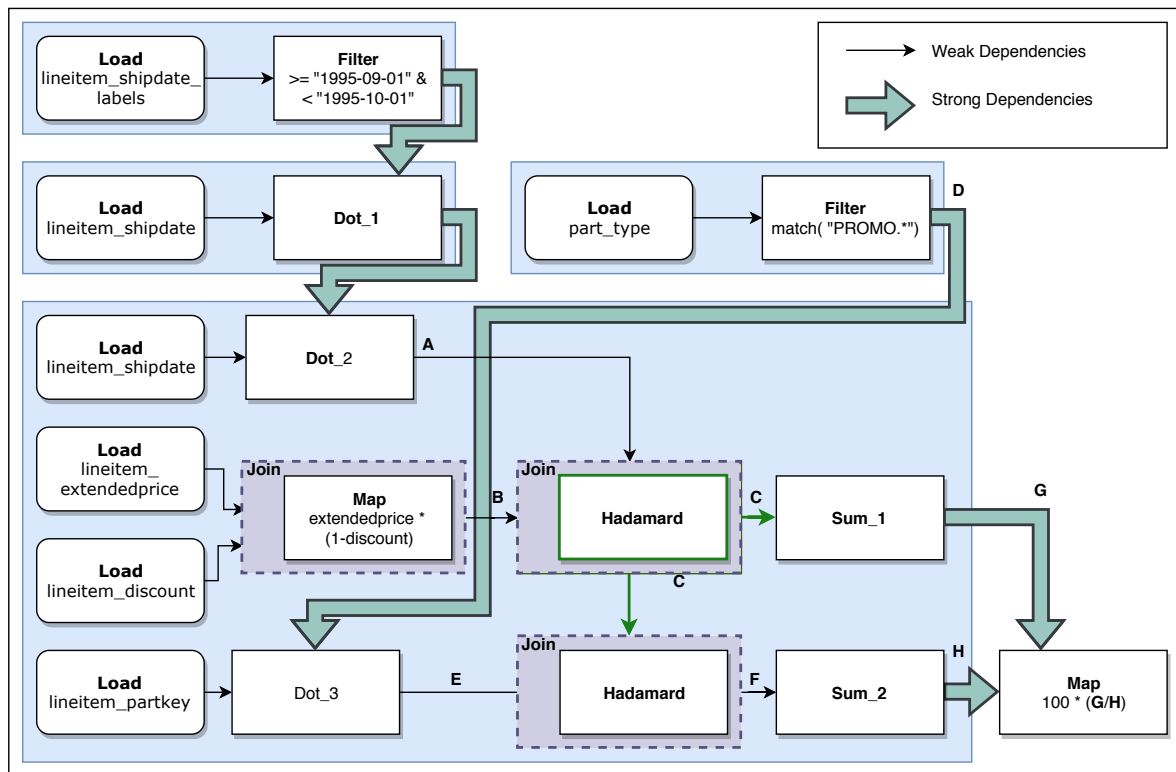 Load
lineitem_shipdate_
labels
Filter
>= "1995-09-01" &
< "1995-10-01"
Weak Dependencies
Strong Dependencies
Load
lineitem_shipdate
Dot_1
Load
part_type
Filter
match( "PROMO.*")
D
Load
lineitem_shipdate
Dot_2
A
Load
lineitem_
extendedprice
Load
lineitem_discount
Join
Map
extendedprice *
(1-discount)
B
Join
Hadamard
C
Sum_1
G
C
Load
lineitem_partkey
Dot_3
E
Join
Hadamard
F
Sum_2
H
Map
100 * (G/H)